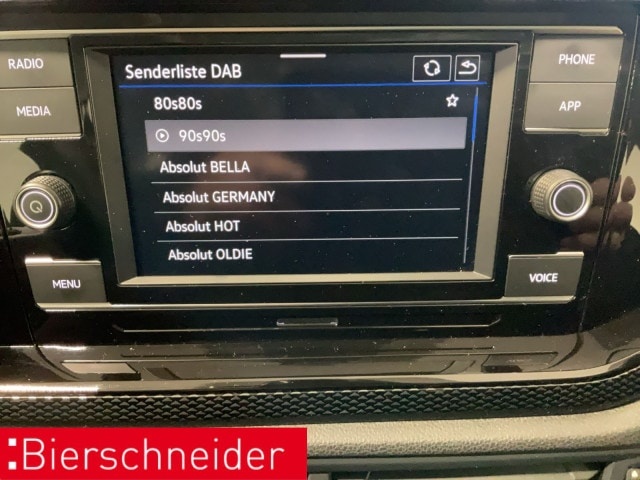 RADIO
MEDIA
MENU
Senderliste DAB
80s80s
90s90s
Absolut BELLA
Absolut GERMANY
Absolut HOT
Absolut OLDIE
PHONE
APP
VOICE
Bierschneider